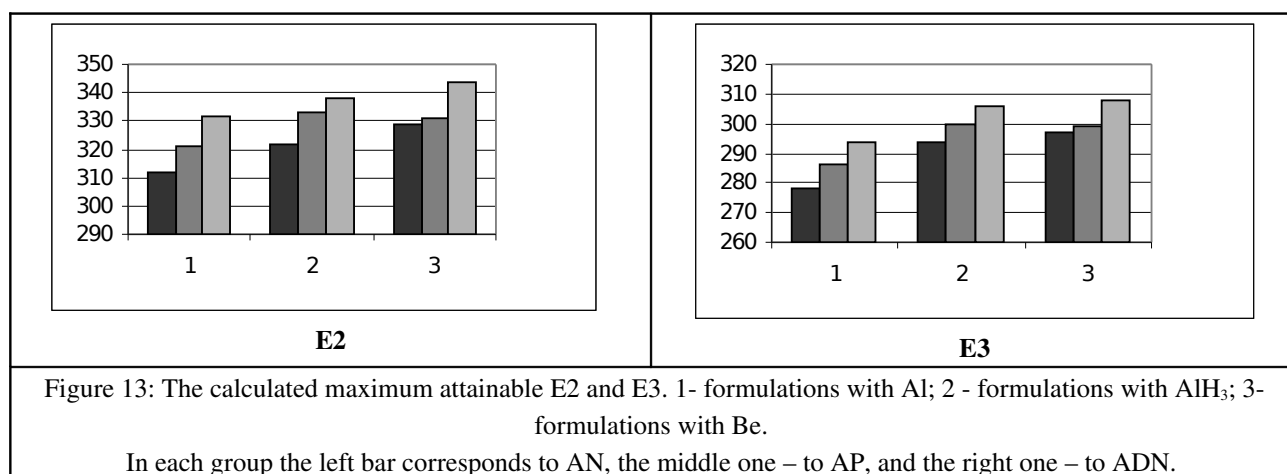 350
340
330
320
310
300
290
1 2 3
E2
320
310
300
290
280
270
260
1 2 3
E3
Figure 13: The calculated maximum attainable E2 and E3. 1- formulations with Al; 2 - formulations with AlH₃; 3-
formulations with Be.
In each group the left bar corresponds to AN, the middle one – to AP, and the right one – to ADN.